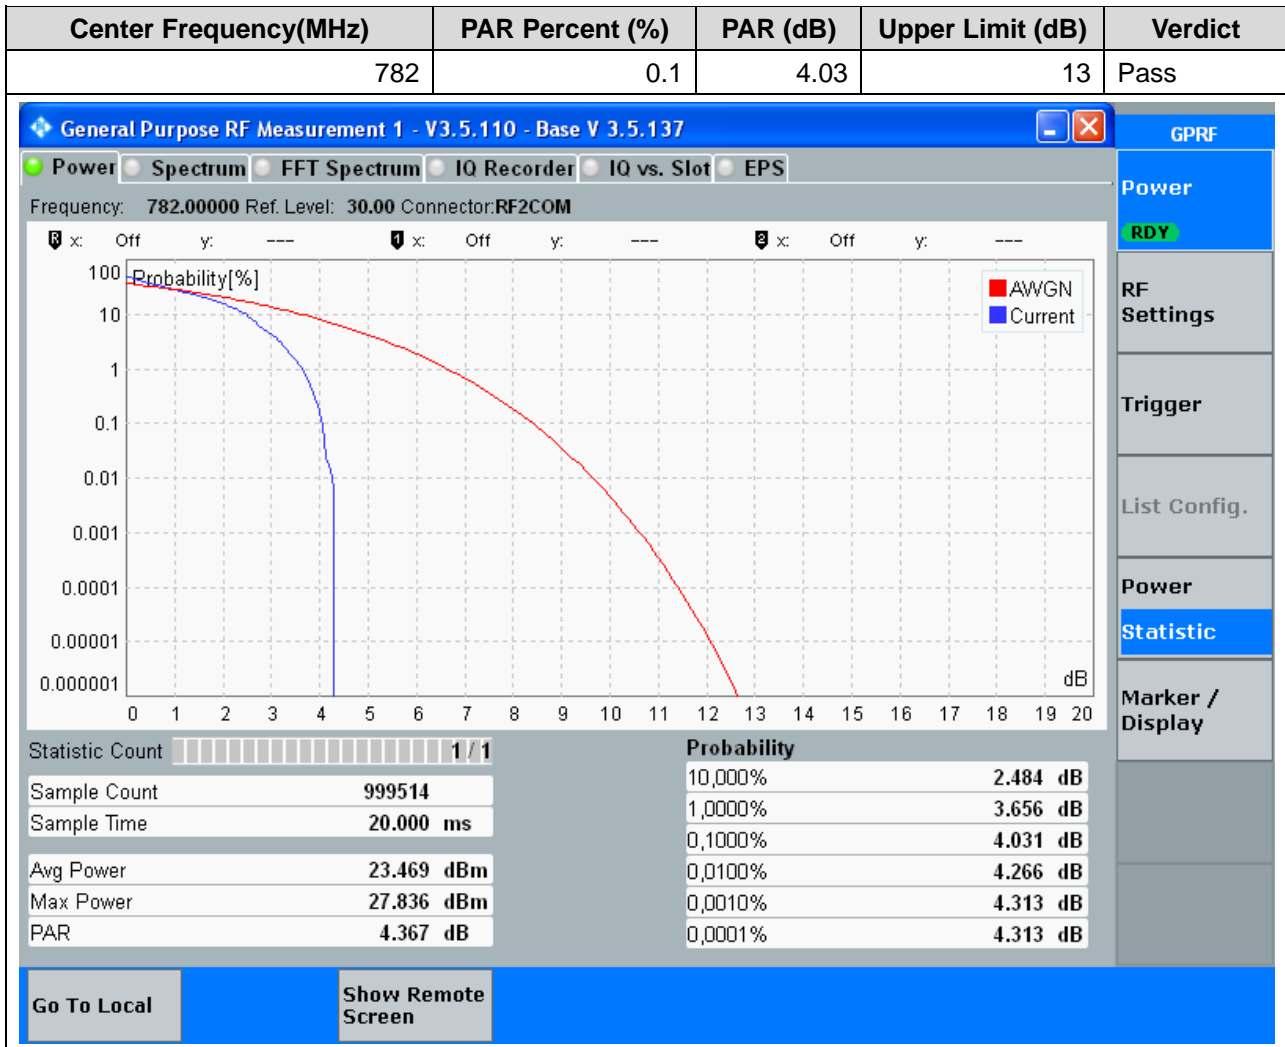 Center Frequency(MHz) PAR Percent (%) PAR (dB) Upper Limit (dB) Verdict
782 0.1 4.03 13 Pass
General Purpose RF Measurement 1 - V3.5.110 - Base V 3.5.137
GPRF
Power Spectrum FFT Spectrum IQ Recorder IQ vs. Slot EPS
Power
RDY
Frequency: 782.00000 Ref. Level: 30.00 Connector:RF2COM
R x: Off y: --- 1 x: Off y: --- 2 x: Off y: ---
Probability[%]
AWGN
Current
100
10
1
0.1
0.01
0.001
0.0001
0.00001
0.000001
dB
0 1 2 3 4 5 6 7 8 9 10 11 12 13 14 15 16 17 18 19 20
RF
Settings
Trigger
List Config.
Power
Statistic
Marker /
Display
Statistic Count 1 / 1
Sample Count 999514
Sample Time 20.000 ms
Avg Power 23.469 dBm
Max Power 27.836 dBm
PAR 4.367 dB
Probability
10,000% 2.484 dB
1,0000% 3.656 dB
0,1000% 4.031 dB
0,0100% 4.266 dB
0,0010% 4.313 dB
0,0001% 4.313 dB
Go To Local
Show Remote
Screen